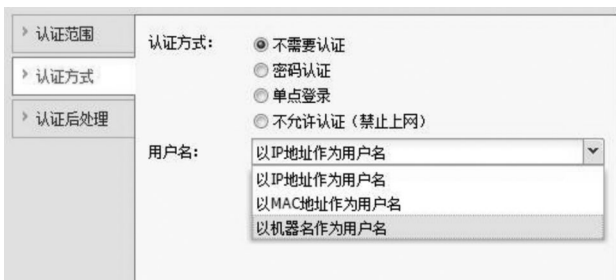 认证范围
认证方式
认证后处理
认证方式：
不需要认证
密码认证
单点登录
不允许认证（禁止上网）
用户名：
以IP地址作为用户名
以IP地址作为用户名
以MAC地址作为用户名
以机器名作为用户名